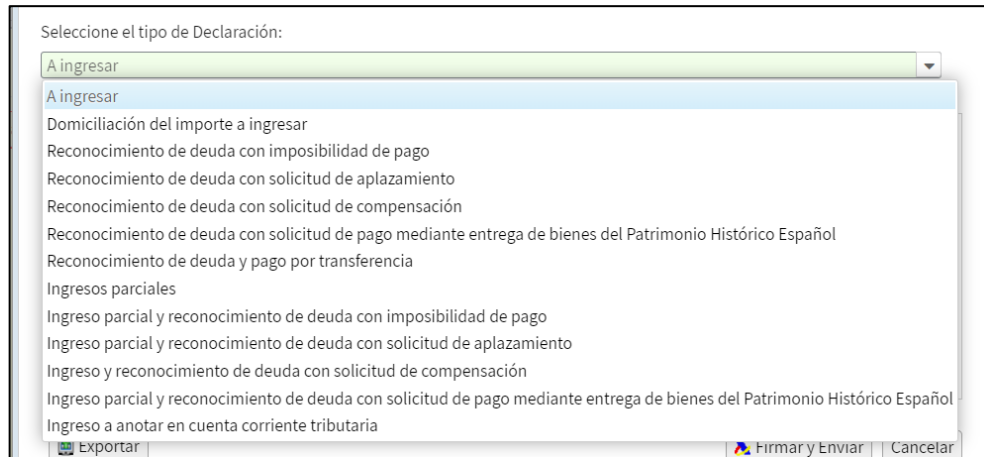 Seleccione el tipo de Declaración:
A ingresar
A ingresar
Domiciliación del importe a ingresar
Reconocimiento de deuda con imposibilidad de pago
Reconocimiento de deuda con solicitud de aplazamiento
Reconocimiento de deuda con solicitud de compensación
Reconocimiento de deuda con solicitud de pago mediante entrega de bienes del Patrimonio Histórico Español
Reconocimiento de deuda y pago por transferencia
Ingresos parciales
Ingreso parcial y reconocimiento de deuda con imposibilidad de pago
Ingreso parcial y reconocimiento de deuda con solicitud de aplazamiento
Ingreso y reconocimiento de deuda con solicitud de compensación
Ingreso parcial y reconocimiento de deuda con solicitud de pago mediante entrega de bienes del Patrimonio Histórico Español
Ingreso a anotar en cuenta corriente tributaria
Exportar Firmar y Enviar Cancelar